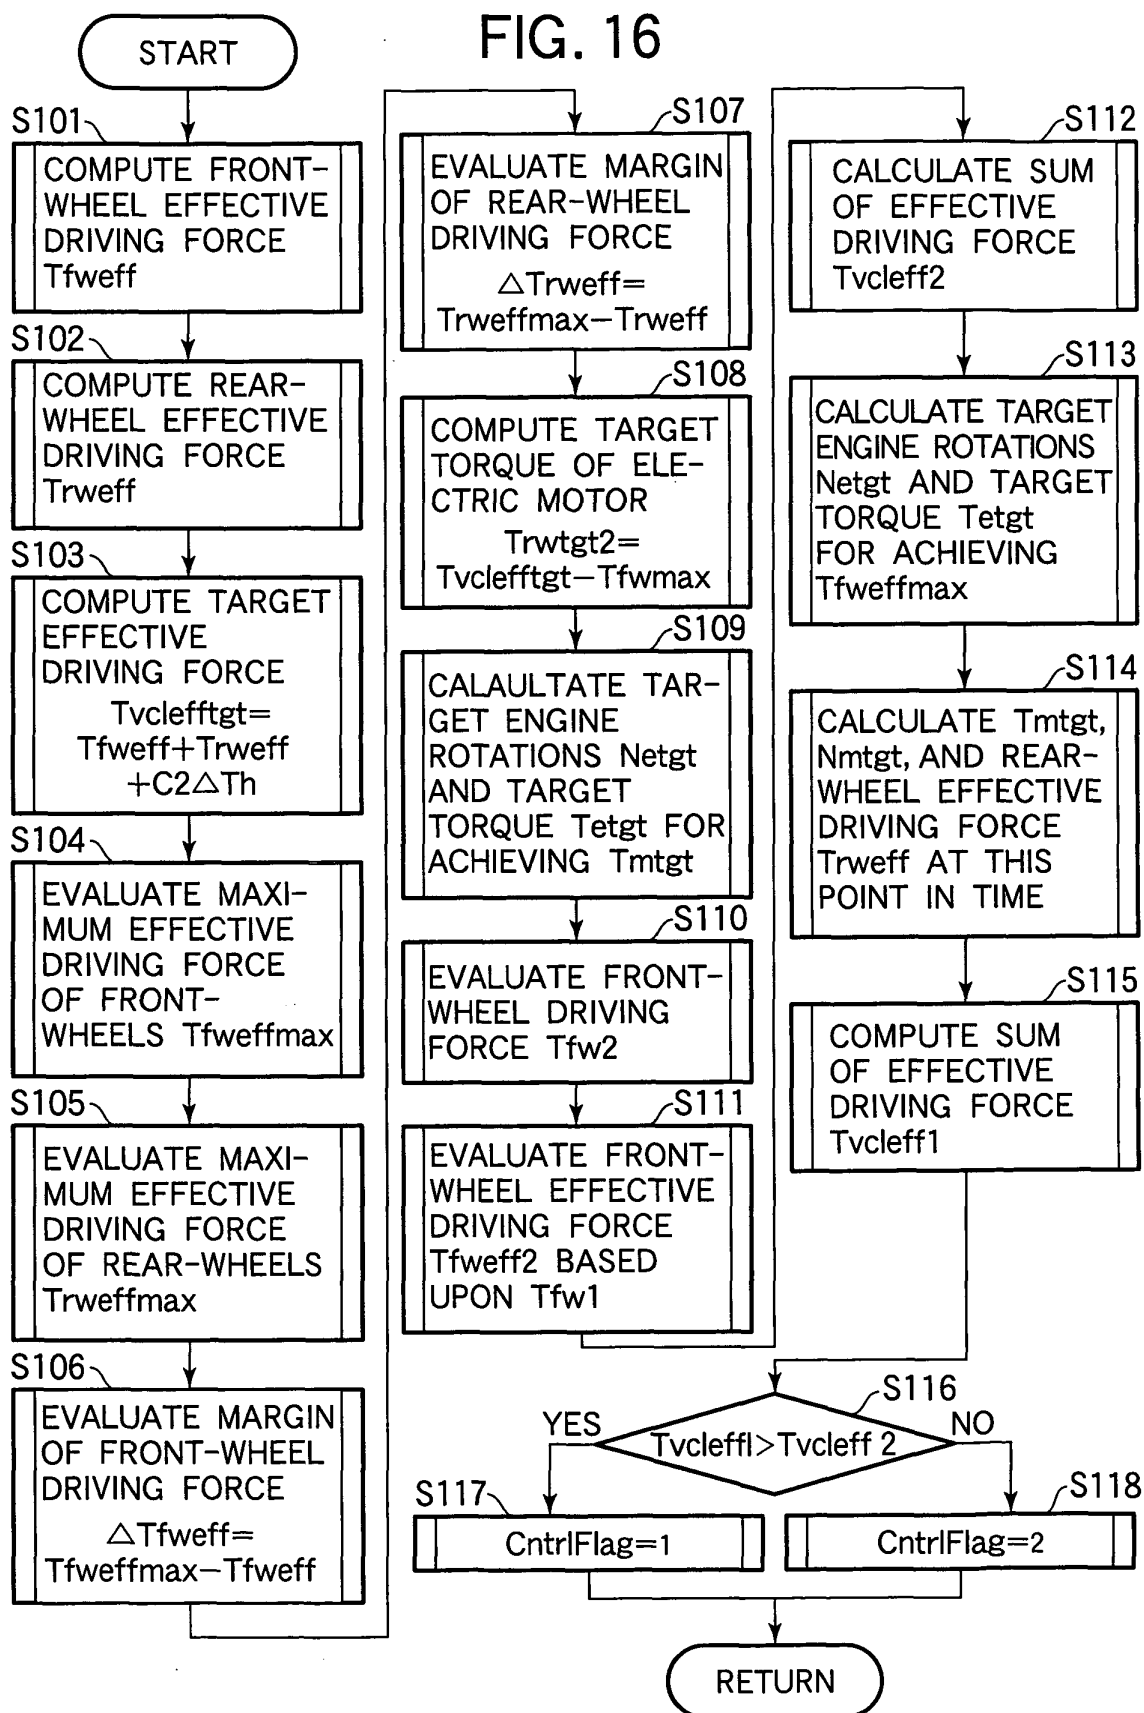 FIG. 16
START
S101
COMPUTE FRONT-
WHEEL EFFECTIVE
DRIVING FORCE
Tfweff
S102
COMPUTE REAR-
WHEEL EFFECTIVE
DRIVING FORCE
Trweff
S103
COMPUTE TARGET
EFFECTIVE
DRIVING FORCE
Tvclefftgt=
Tfweff+Trweff
+C2△Th
S104
EVALUATE MAXI-
MUM EFFECTIVE
DRIVING FORCE
OF FRONT-
WHEELS Tfweffmax
S105
EVALUATE MAXI-
MUM EFFECTIVE
DRIVING FORCE
OF REAR-WHEELS
Trweffmax
S106
EVALUATE MARGIN
OF FRONT-WHEEL
DRIVING FORCE
△Tfweff=
Tfweffmax−Tfweff
S107
EVALUATE MARGIN
OF REAR-WHEEL
DRIVING FORCE
△Trweff=
Trweffmax−Trweff
S108
COMPUTE TARGET
TORQUE OF ELE-
CTRIC MOTOR
Trwtgt2=
Tvclefftgt−Tfwmax
S109
CALAULTATE TAR-
GET ENGINE
ROTATIONS Netgt
AND TARGET
TORQUE Tetgt FOR
ACHIEVING Tmtgt
S110
EVALUATE FRONT-
WHEEL DRIVING
FORCE Tfw2
S111
EVALUATE FRONT-
WHEEL EFFECTIVE
DRIVING FORCE
Tfweff2 BASED
UPON Tfw1
S112
CALCULATE SUM
OF EFFECTIVE
DRIVING FORCE
Tvcleff2
S113
CALCULATE TARGET
ENGINE ROTATIONS
Netgt AND TARGET
TORQUE Tetgt
FOR ACHIEVING
Tfweffmax
S114
CALCULATE Tmtgt,
Nmtgt, AND REAR-
WHEEL EFFECTIVE
DRIVING FORCE
Trweff AT THIS
POINT IN TIME
S115
COMPUTE SUM
OF EFFECTIVE
DRIVING FORCE
Tvcleff1
S116
YES
Tvcleffl>Tvcleff 2
NO
S117
CntrlFlag=1
S118
CntrlFlag=2
RETURN